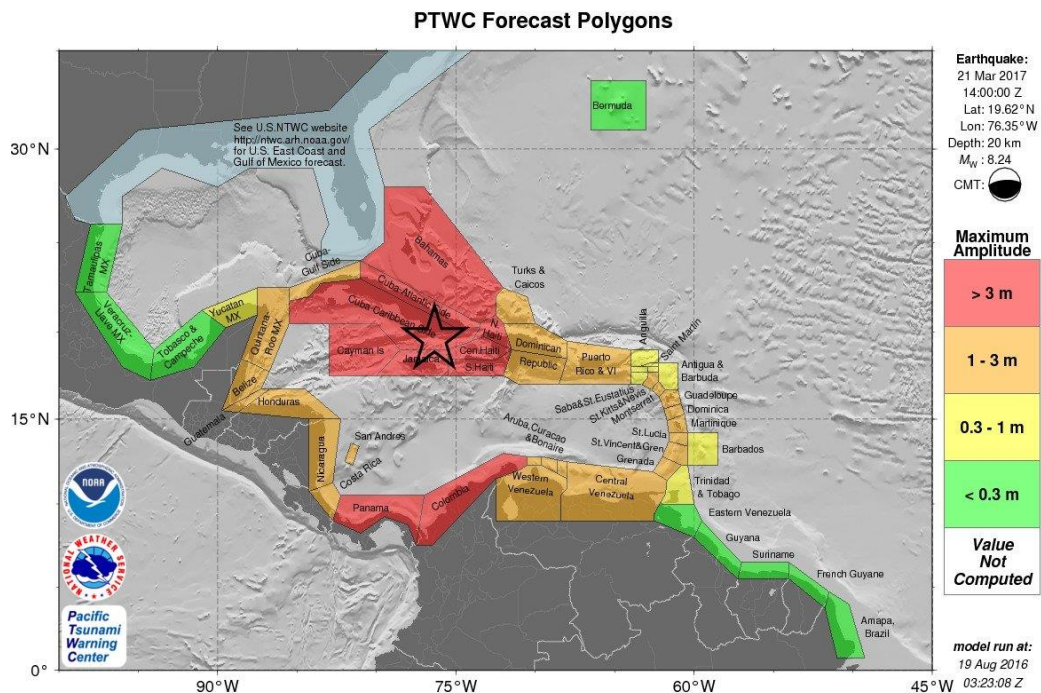 PTWC Forecast Polygons
Earthquake:
21 Mar 2017
14:00:00 Z
Lat: 19.62°N
Lon: 76.35°W
Depth: 20 km
Mw : 8.24
CMT:
Maximum
Amplitude
> 3 m
1 - 3 m
0.3 - 1 m
< 0.3 m
Value
Not
Computed
model run at:
19 Aug 2016
03:23:08 Z
30°N
15°N
0°
90°W
75°W
60°W
45°W
See U.S.NTWC website
http://ntwc.arh.noaa.gov/
for U.S. East Coast and
Gulf of Mexico forecast.
Bermuda
Tamaulipas MX
Veracruz
Llave MX
Tobasco &
Campeche
Yucatan MX
Quintana
Roo MX
Belize
Guatemala
Honduras
Nicaragua
San Andres
Costa Rica
Panama
Colombia
Cuba-
Gulf Side
Bahamas
Cuba-Atlantic Side
Cuba-Caribbean
Cayman Is
Jamaica
N.
Haiti
Cen.Haiti
S.Haiti
Turks &
Caicos
Dominican
Republic
Puerto
Rico & VI
Anguilla
Saint Martin
Antigua &
Barbuda
Saba&St.Eustatius
St.Kitts&Nevis
Montserrat
Guadeloupe
Dominica
Martinique
St.Lucia
St.Vincent&Gren
Grenada
Barbados
Aruba,Curacao
&Bonaire
Western
Venezuela
Central
Venezuela
Trinidad
& Tobago
Eastern Venezuela
Guyana
Suriname
French Guyane
Amapa,
Brazil
NOAA
NATIONAL WEATHER SERVICE
Pacific
Tsunami
Warning
Center